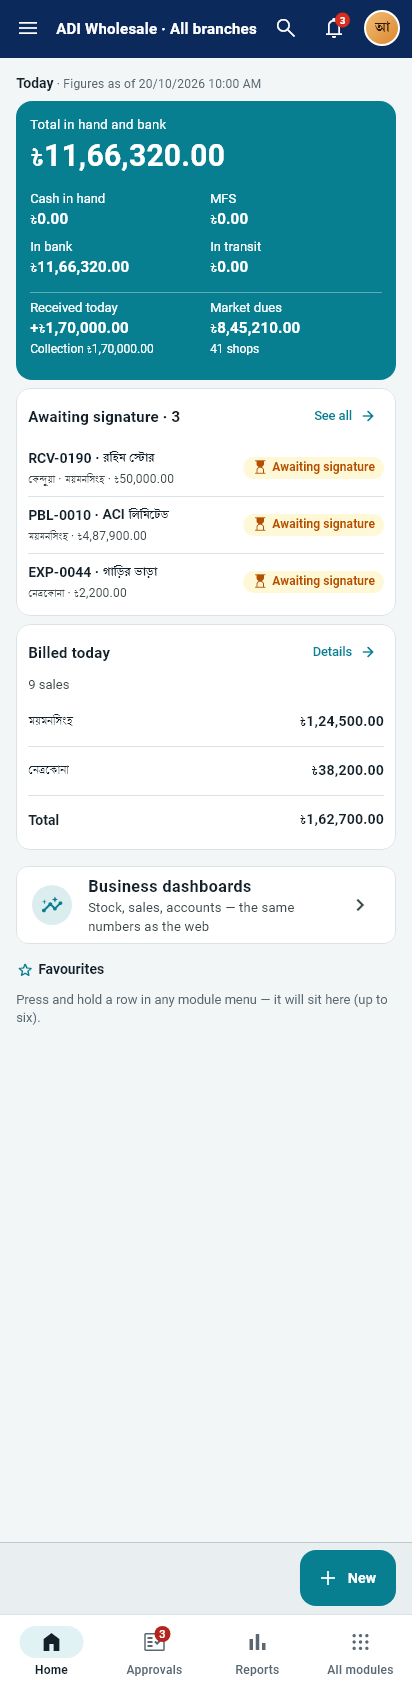 ADI Wholesale · All branches
3
আ
Today · Figures as of 20/10/2026 10:00 AM
Total in hand and bank
৳11,66,320.00
Cash in hand
MFS
৳0.00
৳0.00
In bank
In transit
৳11,66,320.00
৳0.00
Received today
Market dues
+৳1,70,000.00
৳8,45,210.00
Collection ৳1,70,000.00
41 shops
Awaiting signature · 3
See all
RCV-0190 · রহিম স্টোর
কেন্দুয়া · ময়মনসিংহ · ৳50,000.00
Awaiting signature
PBL-0010 · ACI লিমিটেড
ময়মনসিংহ · ৳4,87,900.00
Awaiting signature
EXP-0044 · গাড়ির ভাড়া
নেত্রকোনা · ৳2,200.00
Awaiting signature
Billed today
Details
9 sales
ময়মনসিংহ
৳1,24,500.00
নেত্রকোনা
৳38,200.00
Total
৳1,62,700.00
Business dashboards
Stock, sales, accounts — the same
numbers as the web
Favourites
Press and hold a row in any module menu — it will sit here (up to
six).
New
3
Home
Approvals
Reports
All modules